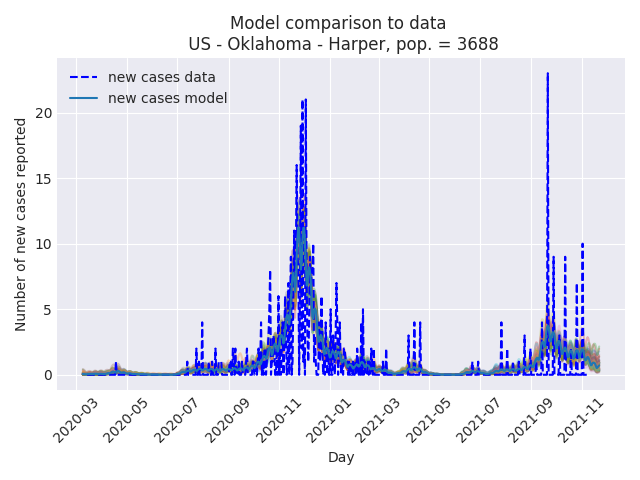 Model comparison to data
US - Oklahoma - Harper, pop. = 3688
new cases data
new cases model
Number of new cases reported
20
15
10
5
0
2020-03
2020-05
2020-07
2020-09
2020-11
2021-01
2021-03
2021-05
2021-07
2021-09
2021-11
Day